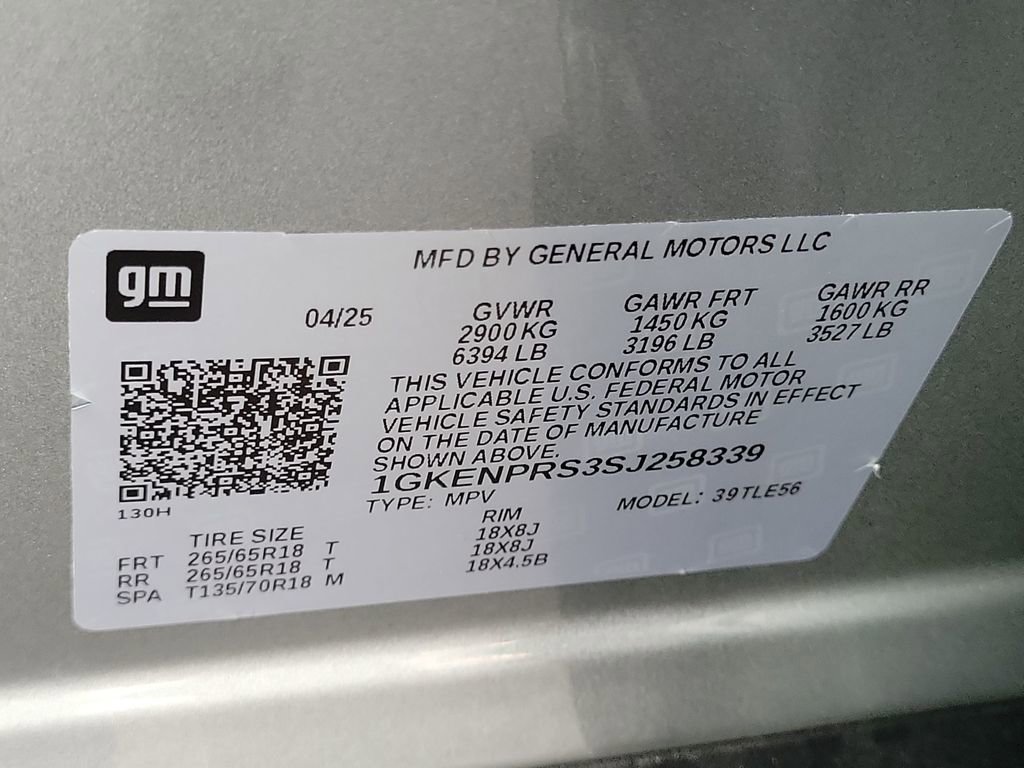 gm
MFD BY GENERAL MOTORS LLC
04/25
GVWR
2900 KG
6394 LB
GAWR FRT
1450 KG
3196 LB
GAWR RR
1600 KG
3527 LB
THIS VEHICLE CONFORMS TO ALL
APPLICABLE U.S. FEDERAL MOTOR
VEHICLE SAFETY STANDARDS IN EFFECT
ON THE DATE OF MANUFACTURE
SHOWN ABOVE.
1GKENPRS3SJ258339
TYPE: MPV MODEL: 39TLE56
130H
TIRE SIZE RIM
FRT 265/65R18 T 18X8J
RR 265/65R18 T 18X8J
SPA T135/70R18 M 18X4.5B